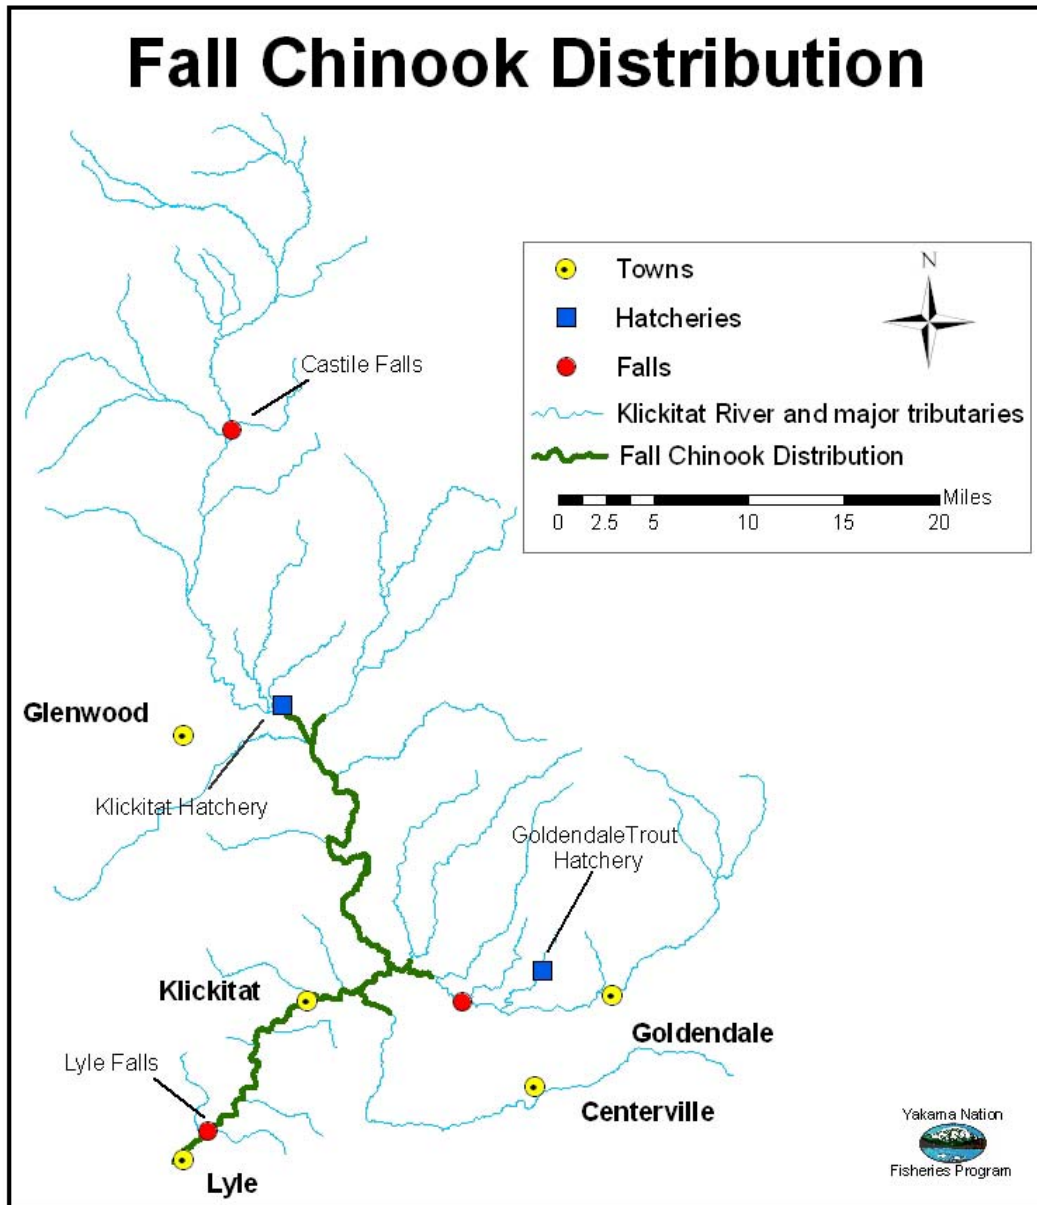 Fall Chinook Distribution
N
Towns
Hatcheries
Falls
Klickitat River and major tributaries
Fall Chinook Distribution
Miles
0 2.5 5 10 15 20
Castile Falls
Glenwood
Klickitat Hatchery
GoldendaleTrout
Hatchery
Klickitat
Goldendale
Lyle Falls
Centerville
Lyle
Yakama Nation
Fisheries Program